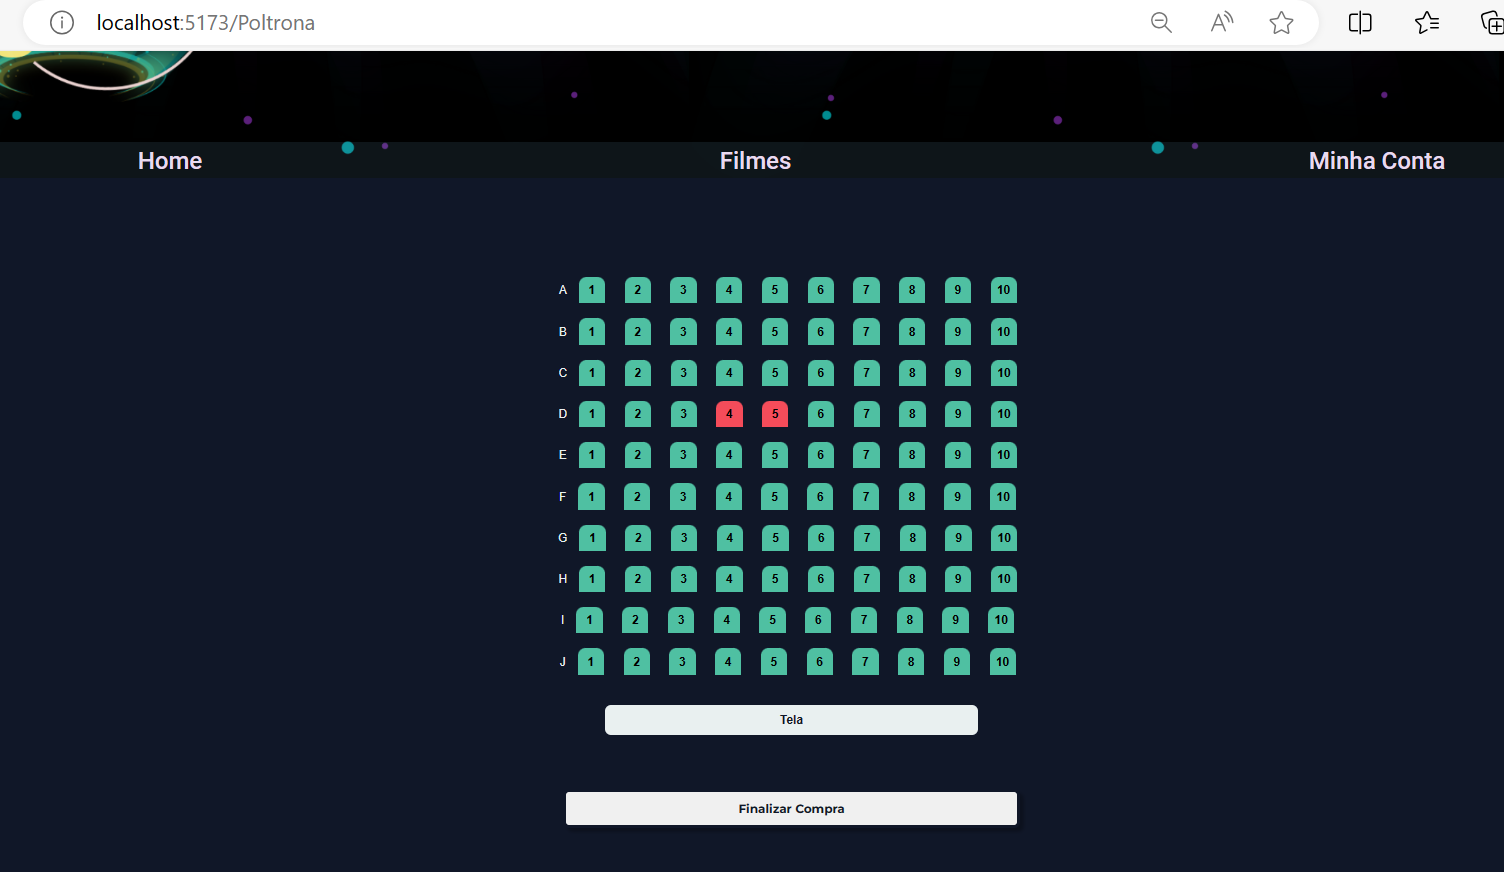 localhost:5173/Poltrona
Home Filmes Minha Conta
A 1 2 3 4 5 6 7 8 9 10
B 1 2 3 4 5 6 7 8 9 10
C 1 2 3 4 5 6 7 8 9 10
D 1 2 3 4 5 6 7 8 9 10
E 1 2 3 4 5 6 7 8 9 10
F 1 2 3 4 5 6 7 8 9 10
G 1 2 3 4 5 6 7 8 9 10
H 1 2 3 4 5 6 7 8 9 10
I 1 2 3 4 5 6 7 8 9 10
J 1 2 3 4 5 6 7 8 9 10
Tela
Finalizar Compra